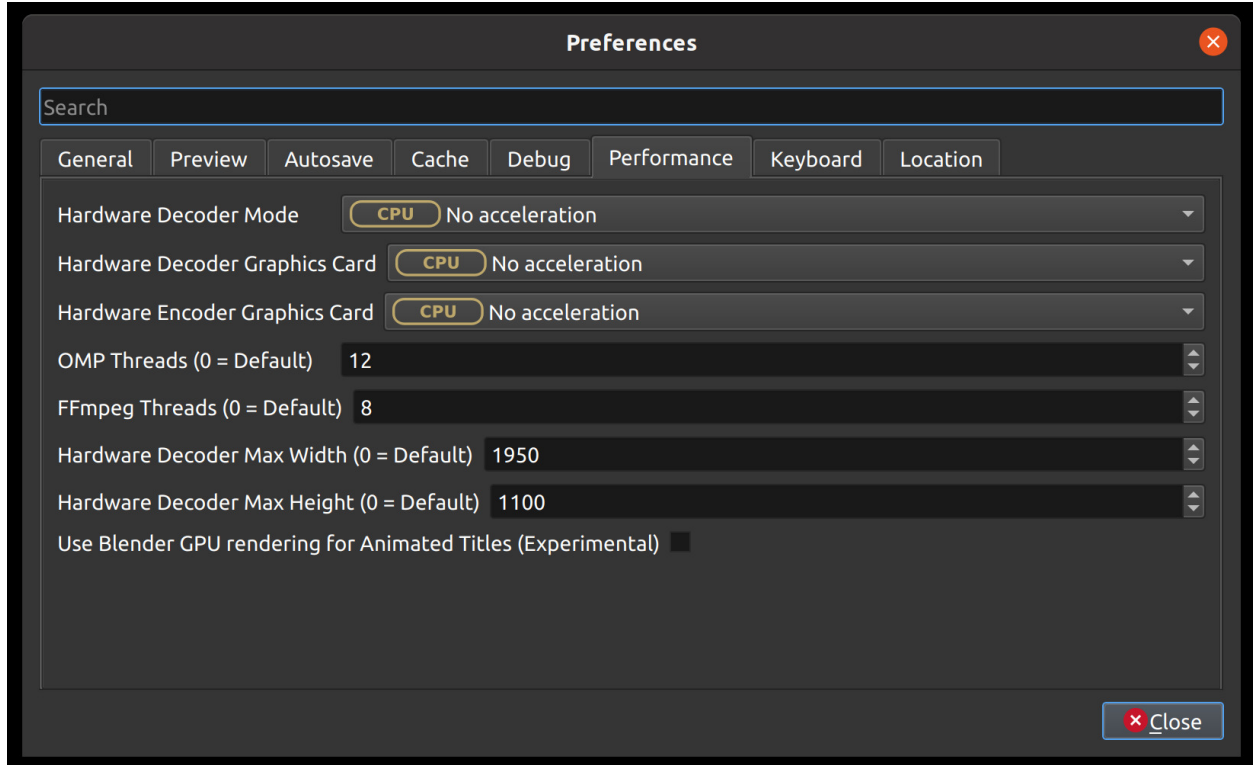 Preferences
Search
General Preview Autosave Cache Debug Performance Keyboard Location
Hardware Decoder Mode CPU No acceleration
Hardware Decoder Graphics Card CPU No acceleration
Hardware Encoder Graphics Card CPU No acceleration
OMP Threads (0 = Default) 12
FFmpeg Threads (0 = Default) 8
Hardware Decoder Max Width (0 = Default) 1950
Hardware Decoder Max Height (0 = Default) 1100
Use Blender GPU rendering for Animated Titles (Experimental)
Close